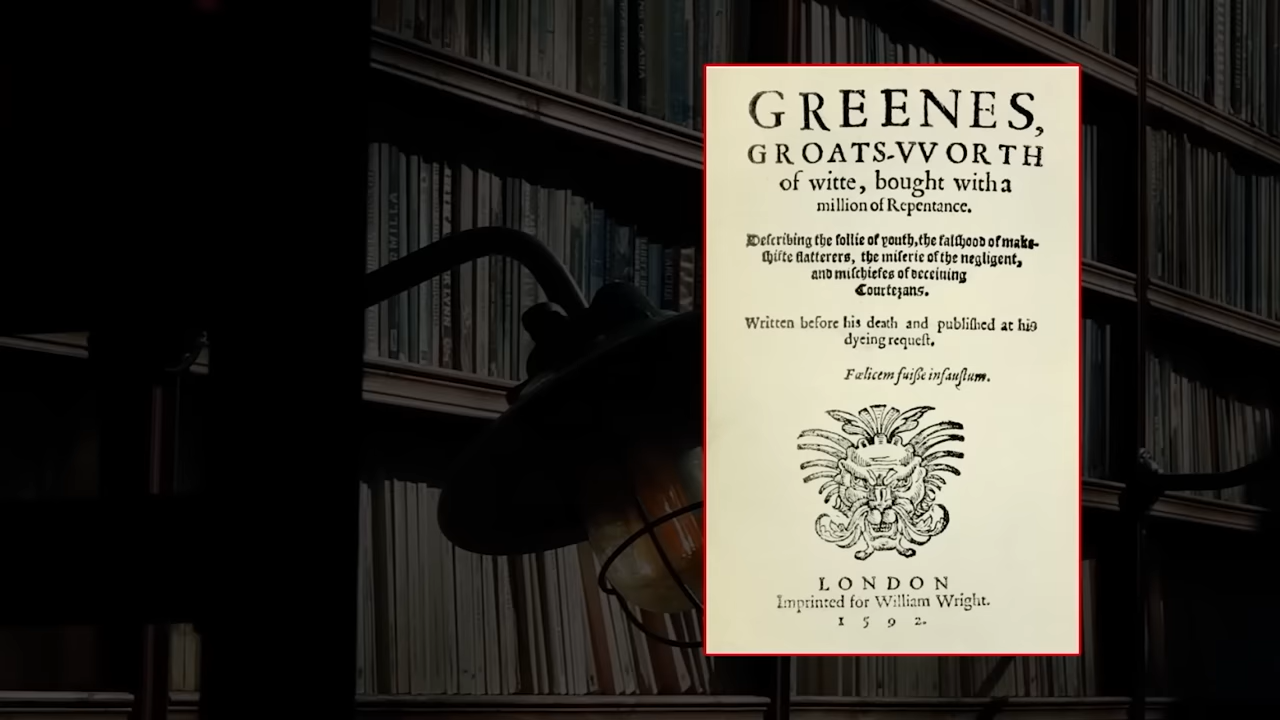 GREENES,
GROATS-VVORTH
of witte, bought with a
million of Repentance.
Deſcribing the follie of youth, the falſhood of make-
ſhifte flatterers, the miſerie of the negligent,
and miſchiefes of deceiuing
Courtezans.
Written before his death and publiſhed at his
dyeing requeſt.
Fœlicem fuiſſe infauſtum.
LONDON
Imprinted for William Wright.
1592.